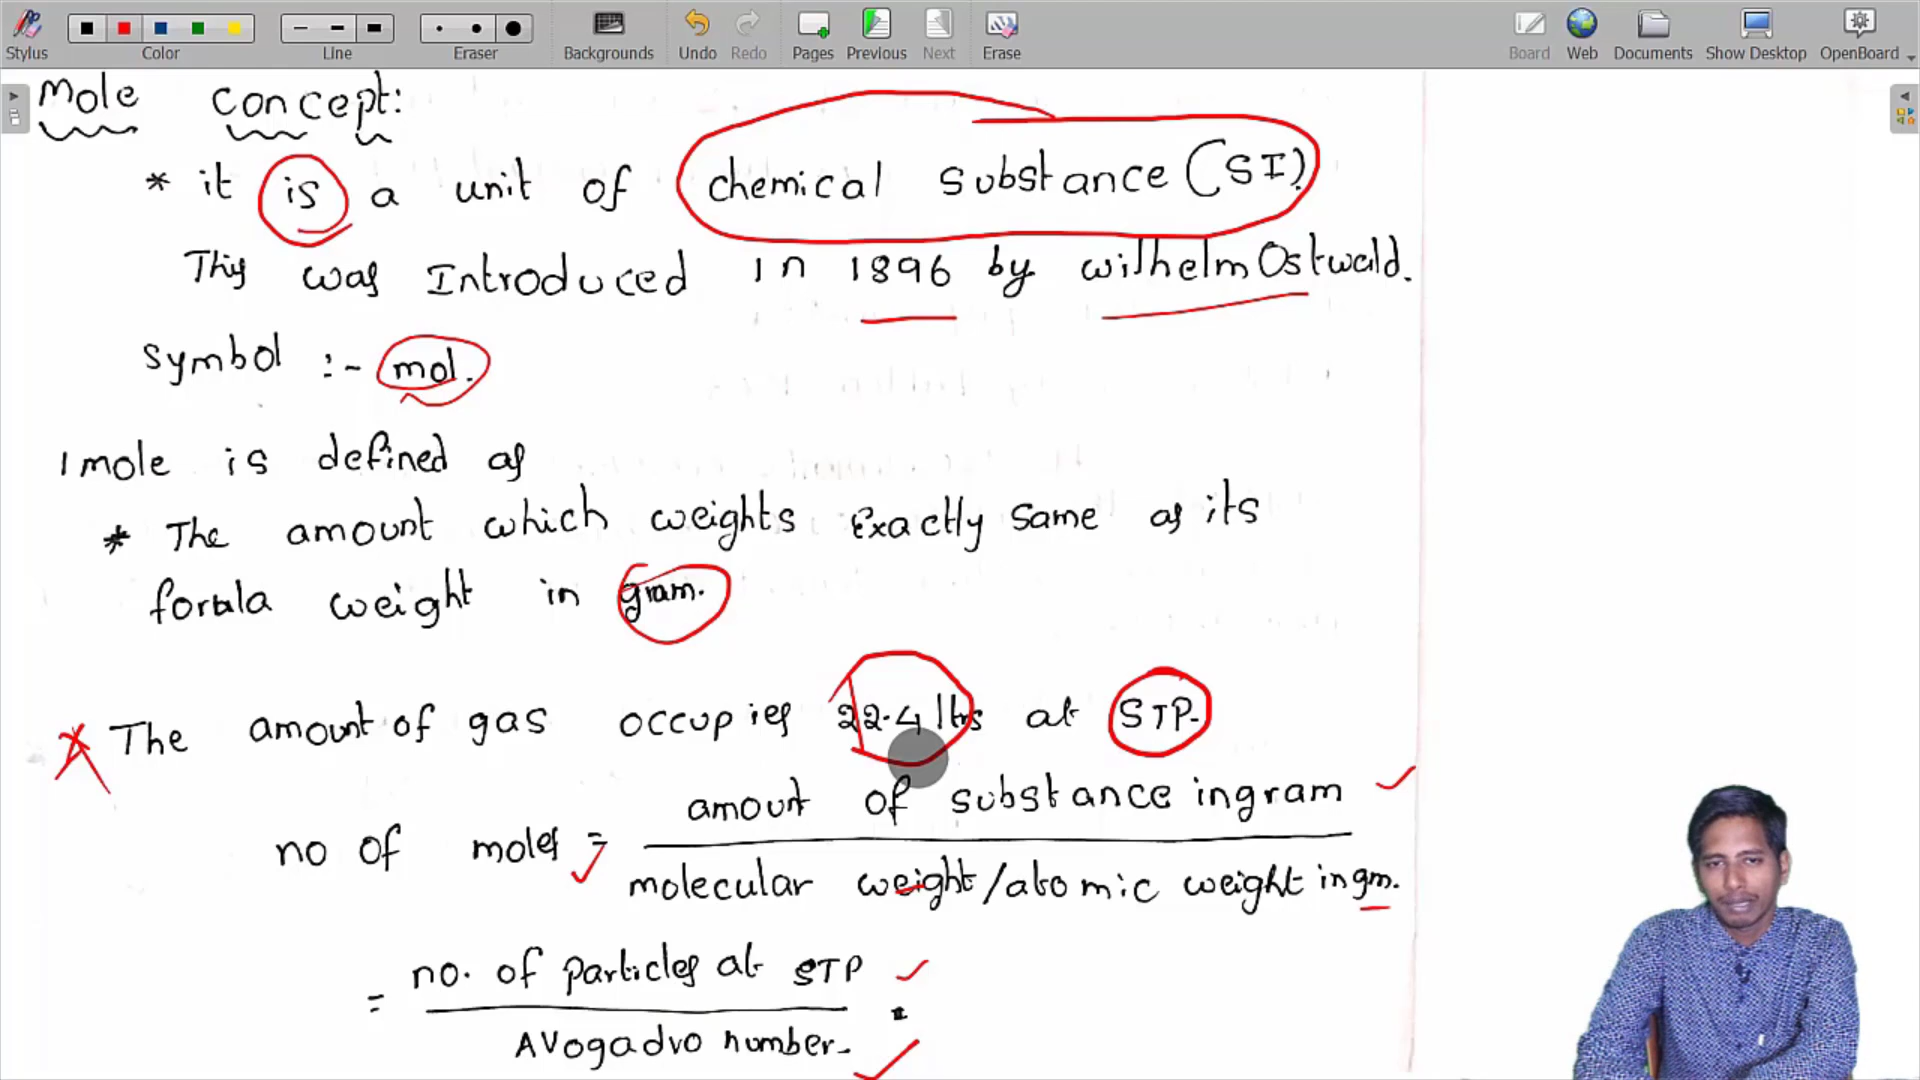 Stylus
Color
Line
Eraser
Backgrounds
Undo
Redo
Pages
Previous
Next
Erase
Board
Web
Documents
Show Desktop
OpenBoard
Mole concept:
* it is a unit of chemical substance (SI)
This was Introduced in 1896 by wilhelm Ostwald.
Symbol :- mol.
1 mole is defined as
* The amount which weights Exactly same as its
forula weight in gram.
The amount of gas occupies 22.4 ltrs at STP.
no of moles = amount of substance in gram
molecular weight/atomic weight in gm.
= no. of particles at STP
Avogadro number.